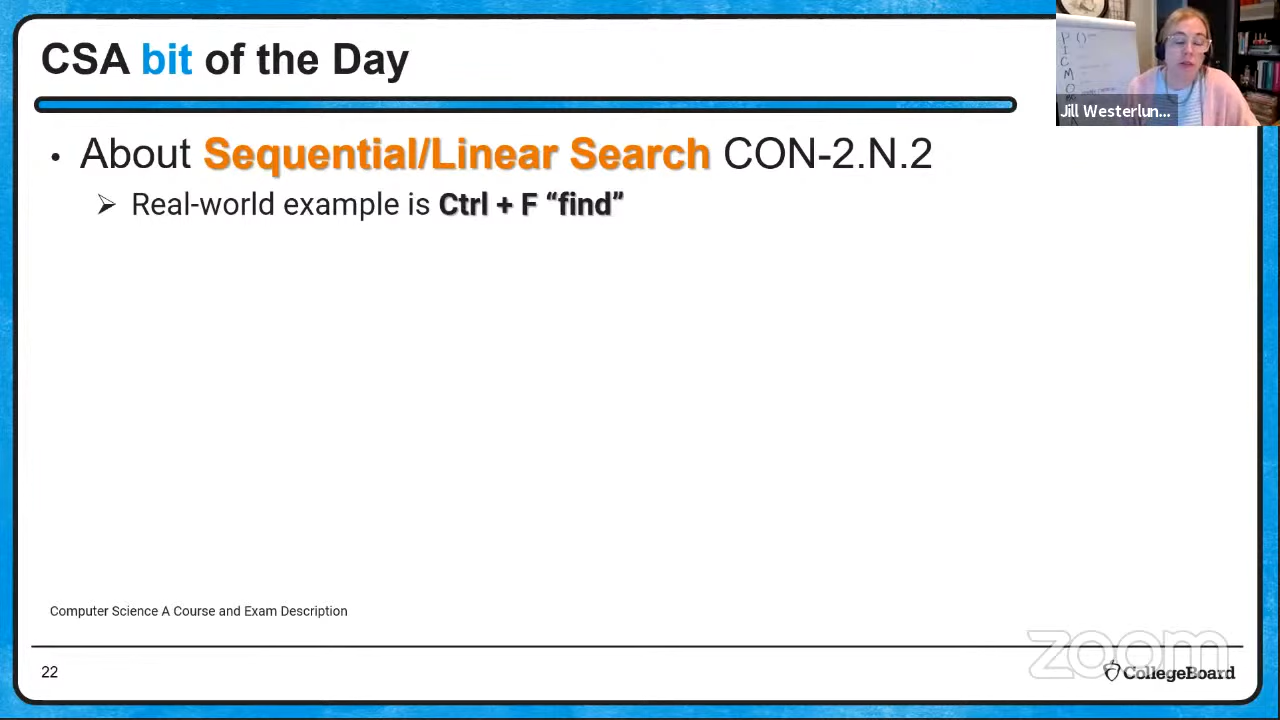 CSA bit of the Day
P ()
I
C
M
O
Jill Westerlun...
• About Sequential/Linear Search CON-2.N.2
➢ Real-world example is Ctrl + F “find”
Computer Science A Course and Exam Description
zoom
22
CollegeBoard